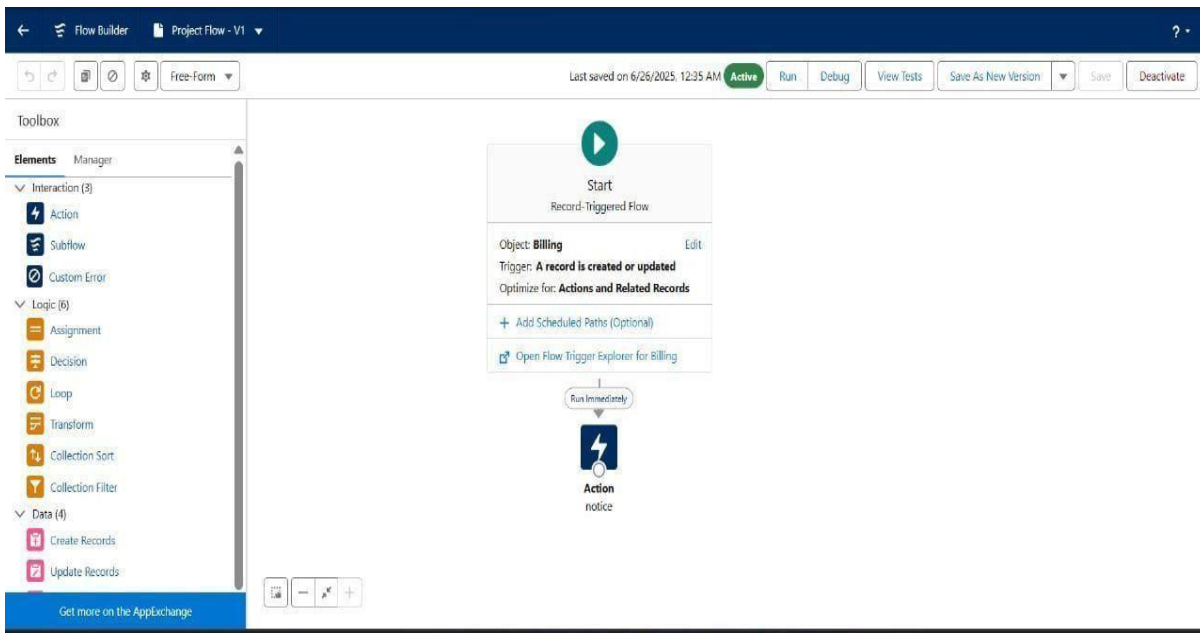 Flow Builder
Project Flow - V1
?
Free-Form
Last saved on 6/26/2025, 12:35 AM
Active
Run
Debug
View Tests
Save As New Version
Save
Deactivate
Toolbox
Elements
Manager
Interaction (3)
Action
Subflow
Custom Error
Logic (6)
Assignment
Decision
Loop
Transform
Collection Sort
Collection Filter
Data (4)
Create Records
Update Records
Get more on the AppExchange
Start
Record-Triggered Flow
Object: Billing
Edit
Trigger: A record is created or updated
Optimize for: Actions and Related Records
+ Add Scheduled Paths (Optional)
Open Flow Trigger Explorer for Billing
Run Immediately
Action
notice